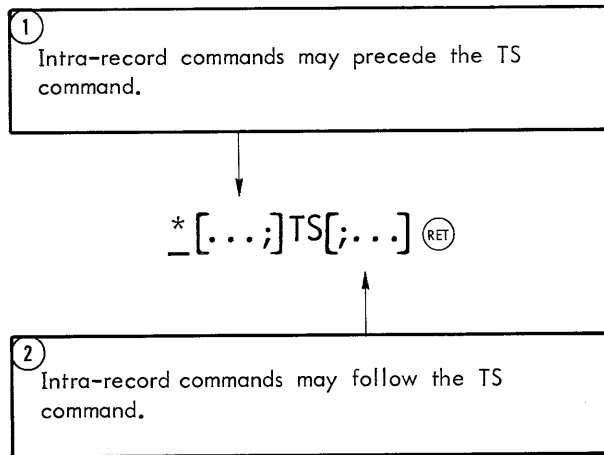 1
Intra-record commands may precede the TS
command.
*[...;]TS[;...] RET
2
Intra-record commands may follow the TS
command.